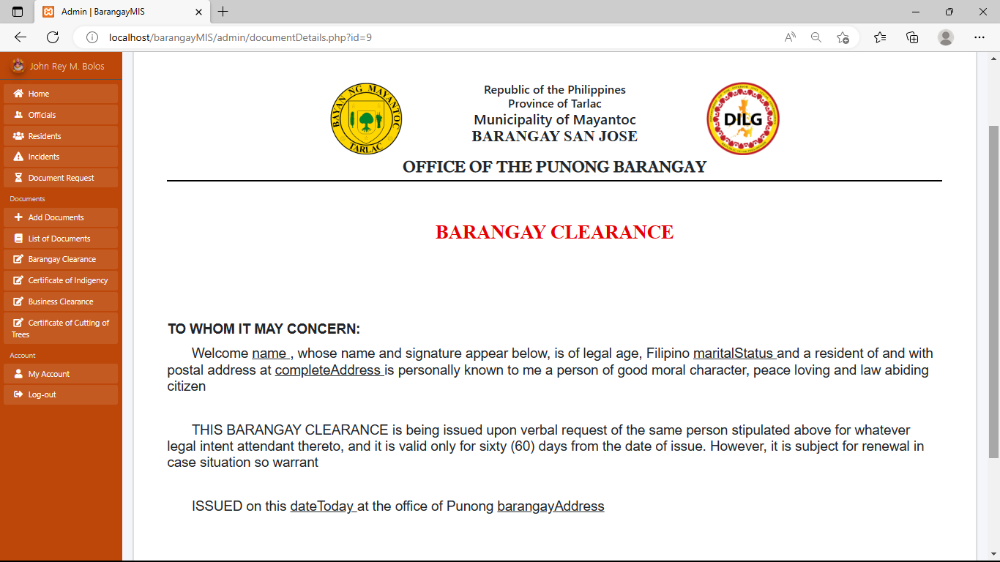 Admin | BarangayMIS
localhost/barangayMIS/admin/documentDetails.php?id=9
John Rey M. Bolos
Home
Officials
Residents
Incidents
Document Request
Documents
Add Documents
List of Documents
Barangay Clearance
Certificate of Indigency
Business Clearance
Certificate of Cutting of
Trees
Account
My Account
Log-out
BAYAN NG MAYANTOC
TARLAC
Republic of the Philippines
Province of Tarlac
Municipality of Mayantoc
BARANGAY SAN JOSE
OFFICE OF THE PUNONG BARANGAY
DILG
BARANGAY CLEARANCE
TO WHOM IT MAY CONCERN:
Welcome name , whose name and signature appear below, is of legal age, Filipino maritalStatus and a resident of and with
postal address at completeAddress is personally known to me a person of good moral character, peace loving and law abiding
citizen
THIS BARANGAY CLEARANCE is being issued upon verbal request of the same person stipulated above for whatever
legal intent attendant thereto, and it is valid only for sixty (60) days from the date of issue. However, it is subject for renewal in
case situation so warrant
ISSUED on this dateToday at the office of Punong barangayAddress